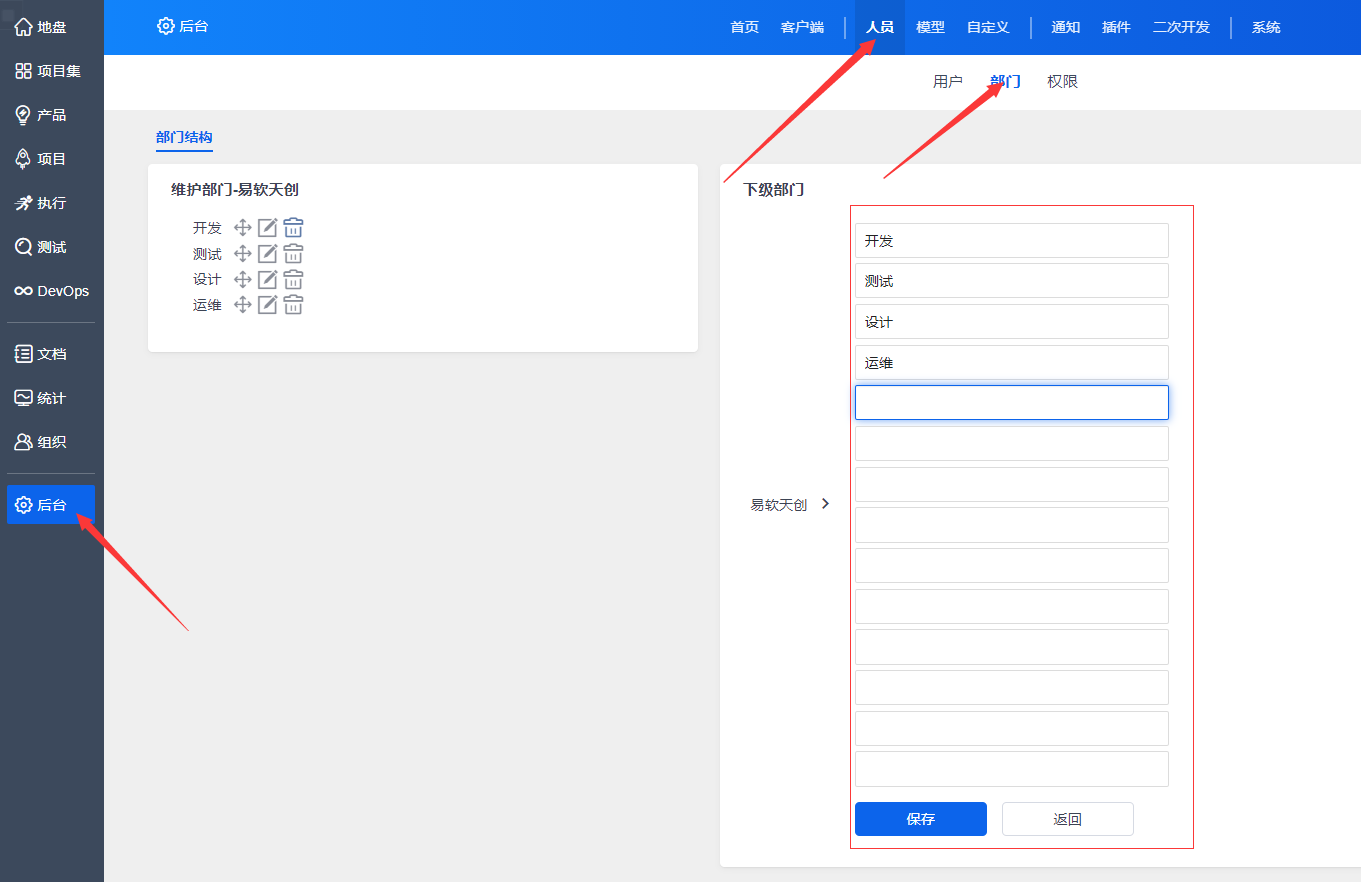 地盘
项目集
产品
项目
执行
测试
DevOps
文档
统计
组织
后台
后台
首页 客户端 人员 模型 自定义 通知 插件 二次开发 系统
用户 部门 权限
部门结构
维护部门-易软天创
开发
测试
设计
运维
下级部门
易软天创
开发
测试
设计
运维
保存 返回